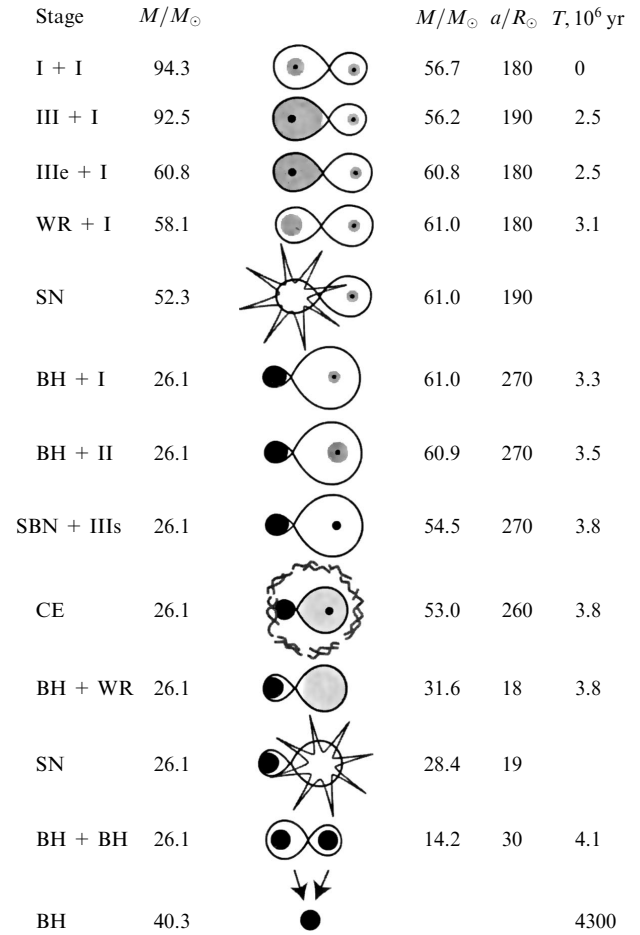 Stage M/M⊙ M/M⊙ a/R⊙ T, 10⁶ yr
I + I 94.3 56.7 180 0
III + I 92.5 56.2 190 2.5
IIIe + I 60.8 60.8 180 2.5
WR + I 58.1 61.0 180 3.1
SN 52.3 61.0 190
BH + I 26.1 61.0 270 3.3
BH + II 26.1 60.9 270 3.5
SBN + IIIs 26.1 54.5 270 3.8
CE 26.1 53.0 260 3.8
BH + WR 26.1 31.6 18 3.8
SN 26.1 28.4 19
BH + BH 26.1 14.2 30 4.1
BH 40.3 4300